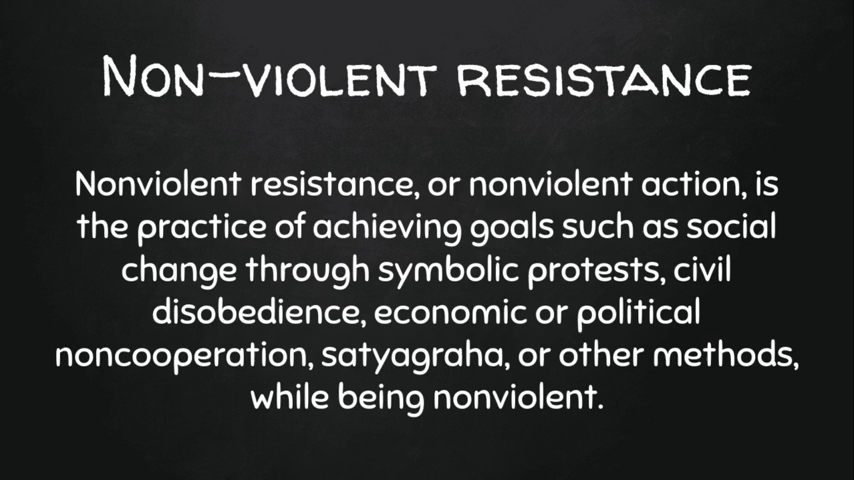 Non-violent resistance
Nonviolent resistance, or nonviolent action, is
the practice of achieving goals such as social
change through symbolic protests, civil
disobedience, economic or political
noncooperation, satyagraha, or other methods,
while being nonviolent.